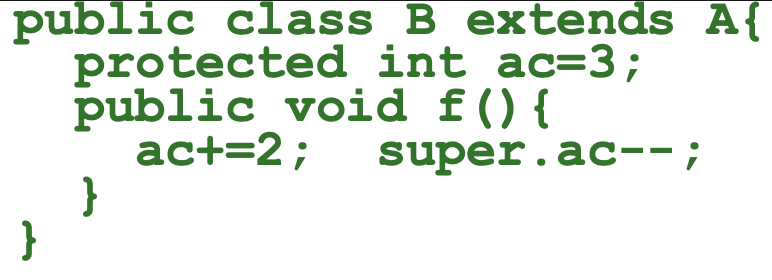 public class B extends A{
protected int ac=3;
public void f(){
ac+=2; super.ac--;
}
}